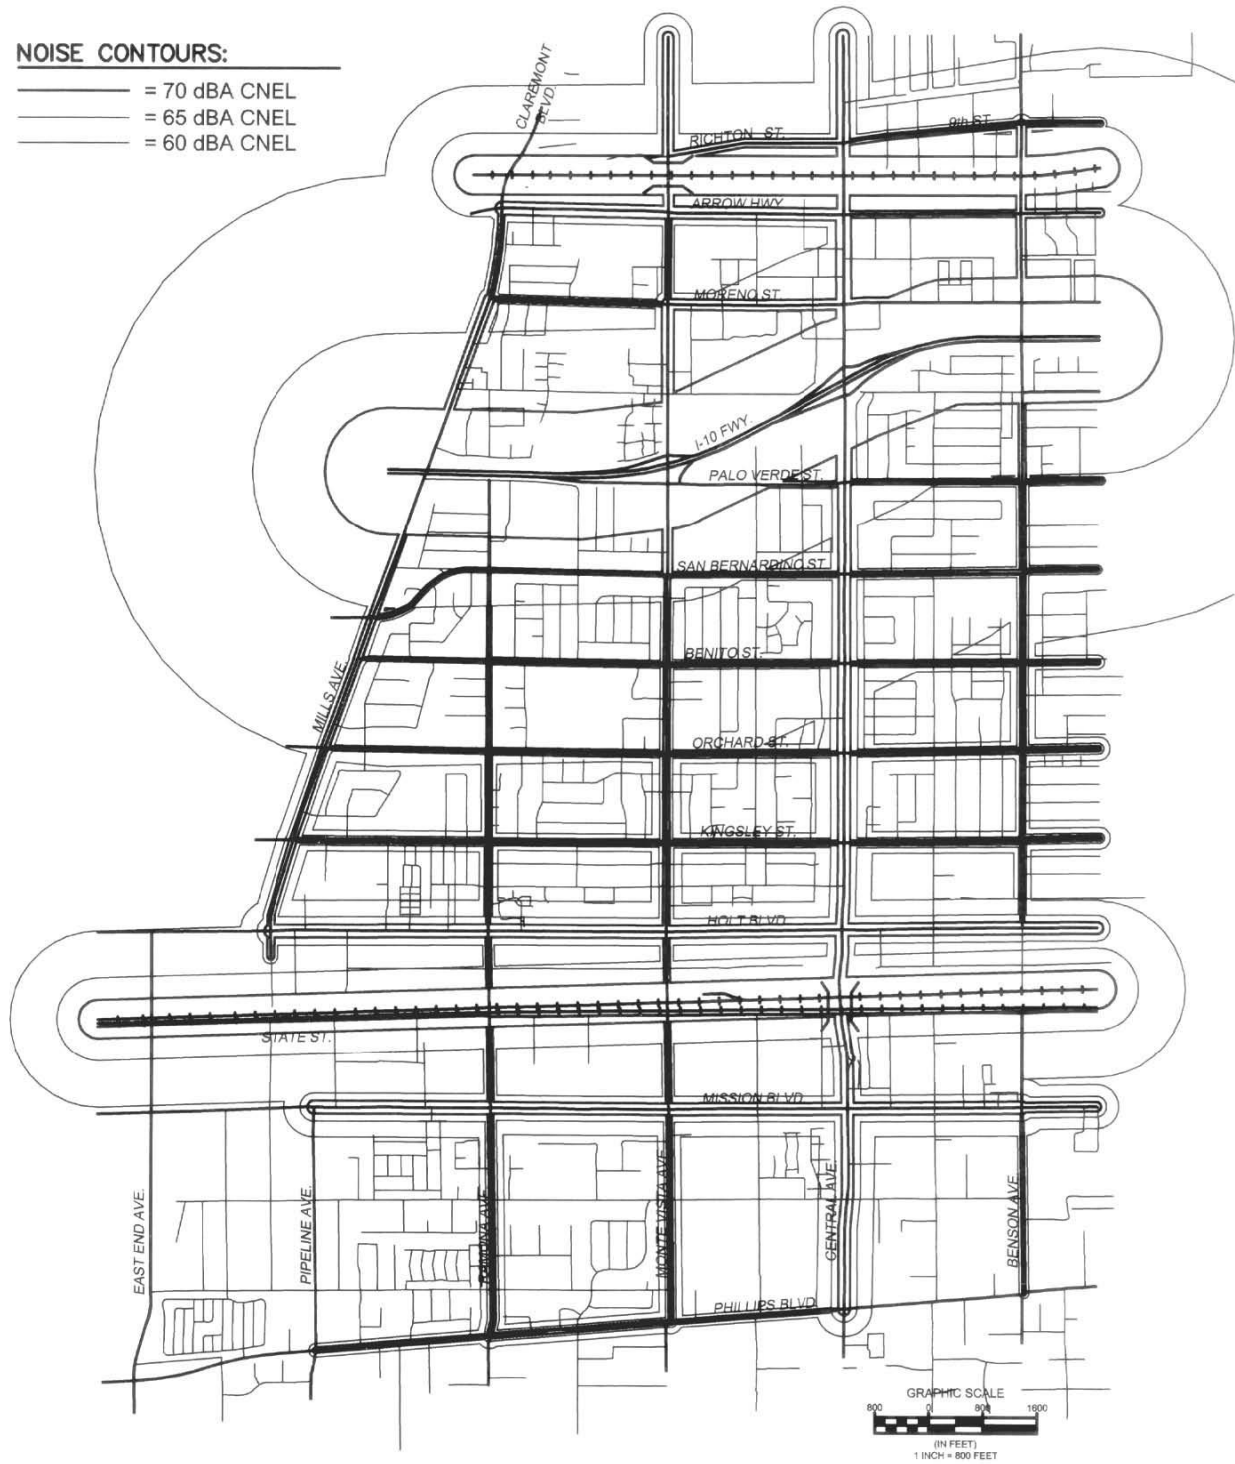 NOISE CONTOURS:
= 70 dBA CNEL
= 65 dBA CNEL
= 60 dBA CNEL
CLAREMONT
BLVD.
RICHTON ST.
9th ST.
ARROW HWY
MORENO ST.
I-10 FWY.
PALO VERDE ST.
SAN BERNARDINO ST
BENITO ST.
MILLS AVE.
ORCHARD ST.
KINGSLEY ST.
HOLT BLVD
STATE ST.
MISSION BLVD
EAST END AVE.
PIPELINE AVE.
RAMONA AVE.
MONTE VISTA AVE.
CENTRAL AVE.
BENSON AVE.
PHILLIPS BLVD
GRAPHIC SCALE
800 0 800 1600
(IN FEET)
1 INCH = 800 FEET